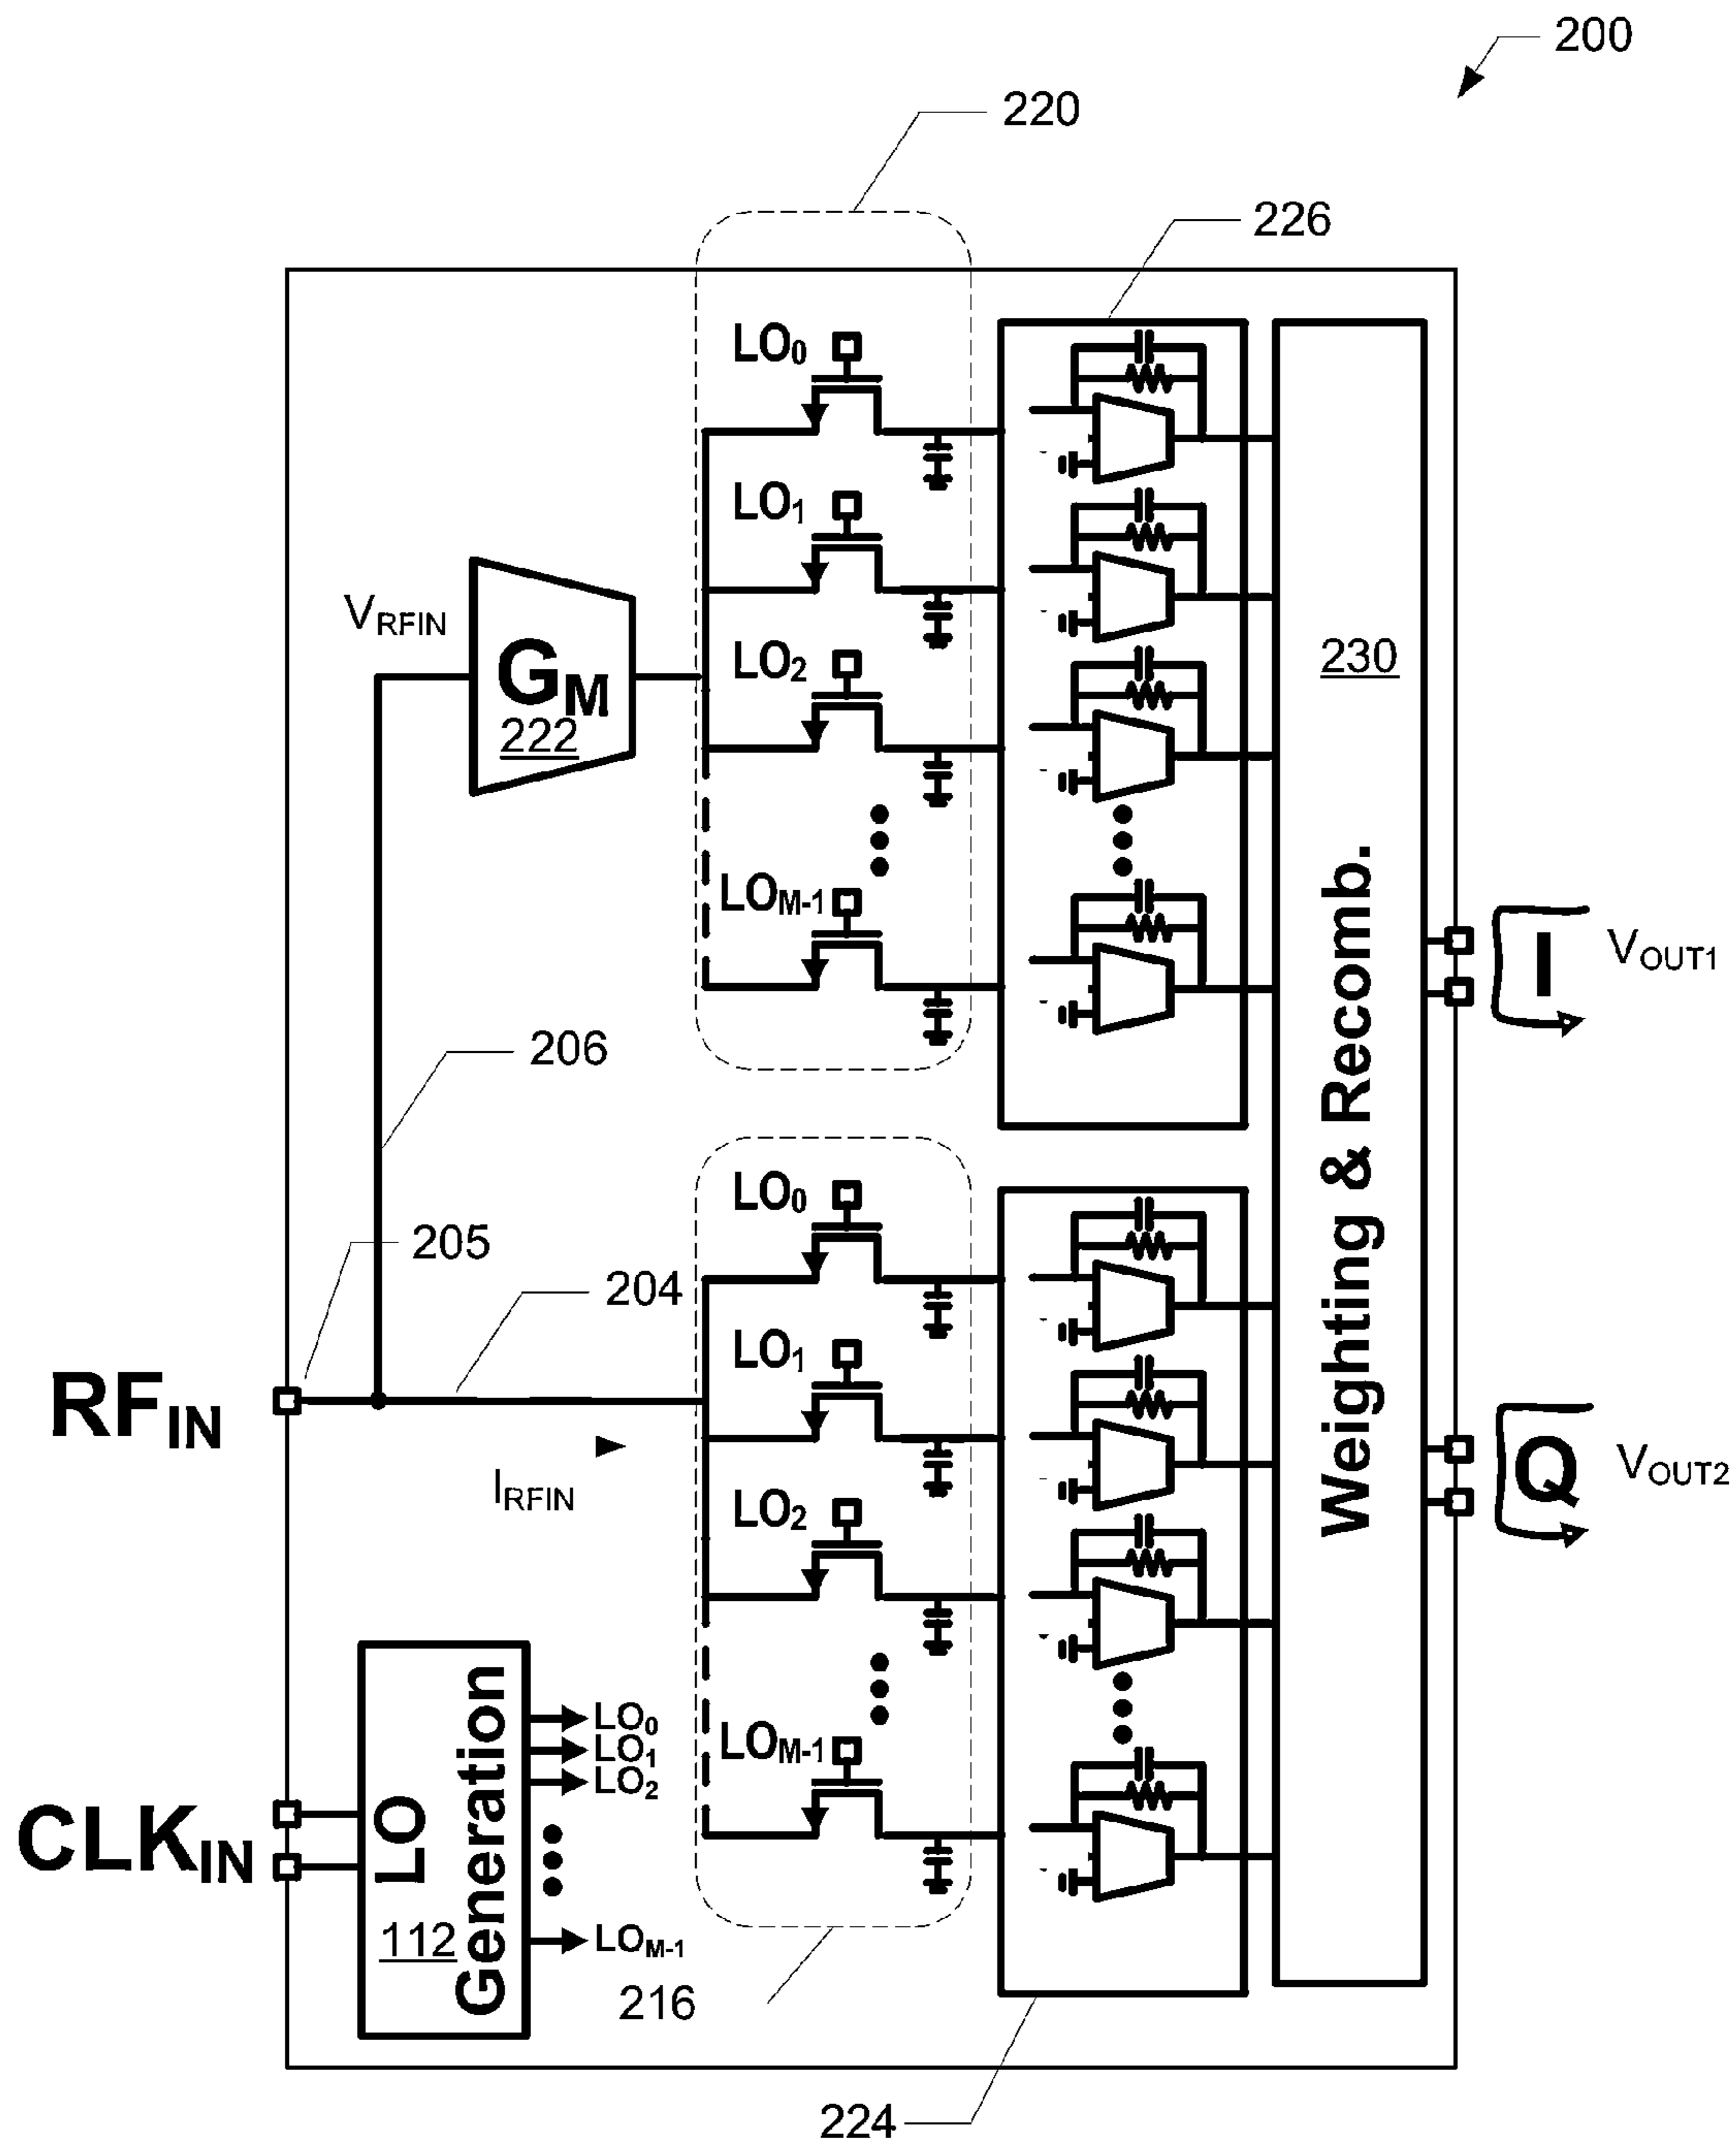 200
220
226
LO0
LO1
VRFIN
GM
222
LO2
230
LOM-1
Weighting & Recomb.
I
VOUT1
206
LO0
205
204
LO1
RFIN
IRFIN
Q
VOUT2
LO2
LO Generation
112
LO0
LO1
LO2
LOM-1
LOM-1
CLKIN
216
224